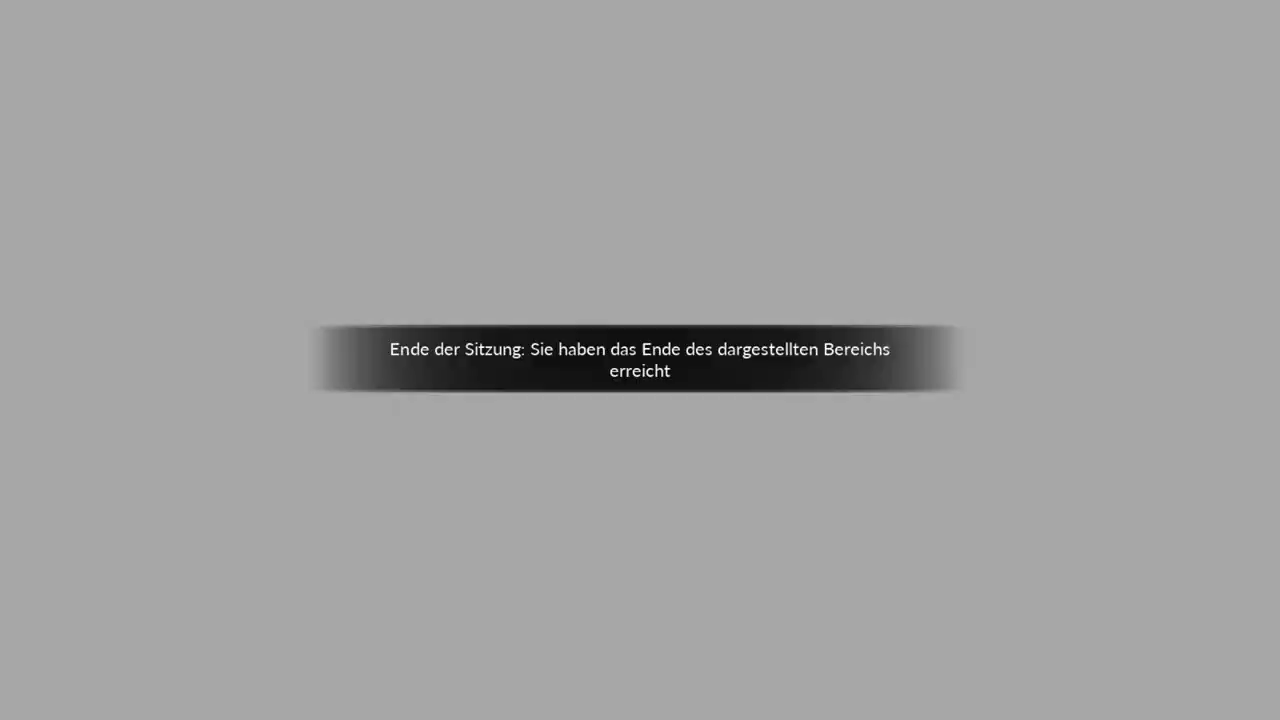 Ende der Sitzung: Sie haben das Ende des dargestellten Bereichs
erreicht